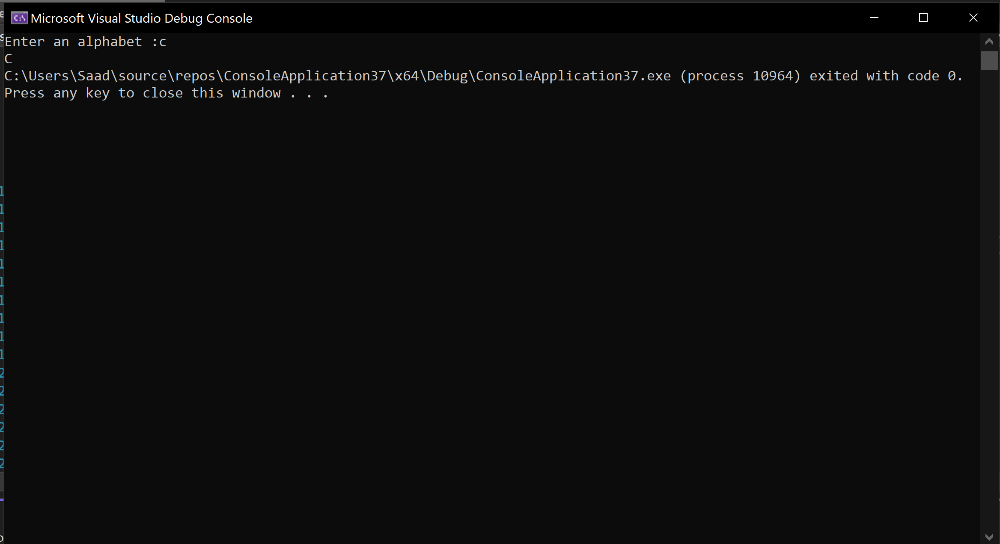 Microsoft Visual Studio Debug Console
Enter an alphabet :c
C
C:\Users\Saad\source\repos\ConsoleApplication37\x64\Debug\ConsoleApplication37.exe (process 10964) exited with code 0.
Press any key to close this window . . .